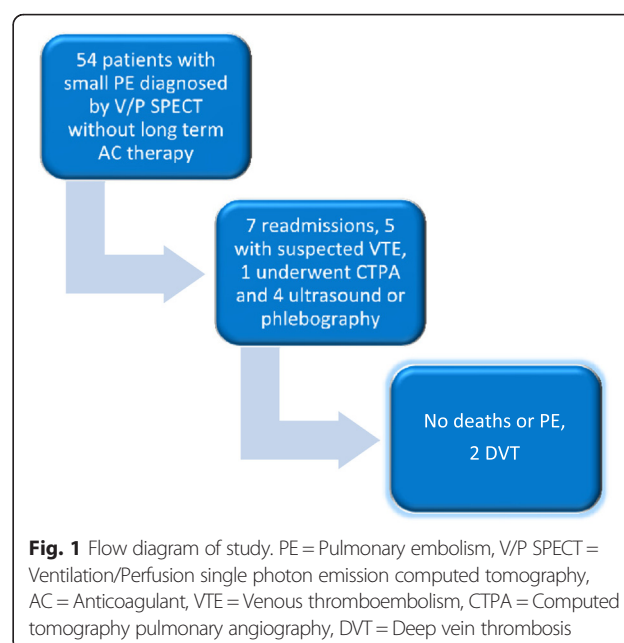 54 patients with
small PE diagnosed
by V/P SPECT
without long term
AC therapy
7 readmissions, 5
with suspected VTE,
1 underwent CTPA
and 4 ultrasound or
phlebography
No deaths or PE,
2 DVT
Fig. 1 Flow diagram of study. PE = Pulmonary embolism, V/P SPECT =
Ventilation/Perfusion single photon emission computed tomography,
AC = Anticoagulant, VTE = Venous thromboembolism, CTPA = Computed
tomography pulmonary angiography, DVT = Deep vein thrombosis